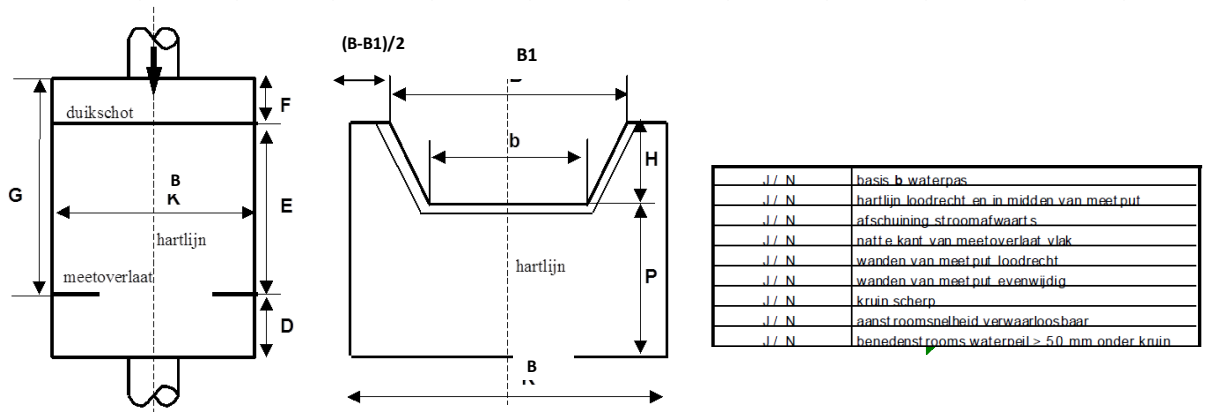 duikschot
F
G
B
K
E
hartlijn
meetoverlaat
D
(B-B1)/2
B1
b
H
hartlijn
P
B
J / N basis b waterpas
J / N hartlijn loodrecht en in midden van meetput
J / N afschuining stroomafwaarts
J / N natte kant van meetoverlaat vlak
J / N wanden van meetput loodrecht
J / N wanden van meetput evenwijdig
J / N kruin scherp
J / N aanstroomsnelheid verwaarloosbaar
J / N benedenstrooms waterpeil > 50 mm onder kruin